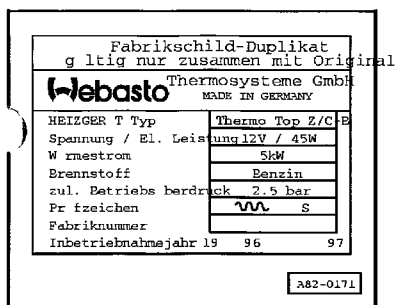 Fabrikschild-Duplikat
g ltig nur zusammen mit Original
Webasto Thermosysteme GmbH
MADE IN GERMANY
HEIZGER T Typ Thermo Top Z/C-B
Spannung / El. Leistung 12V / 45W
W rmestrom 5kW
Brennstoff Benzin
zul. Betriebs berdruck 2.5 bar
Pr fzeichen S
Fabriknummer
Inbetriebnahmejahr 19 96 97
A82-0171